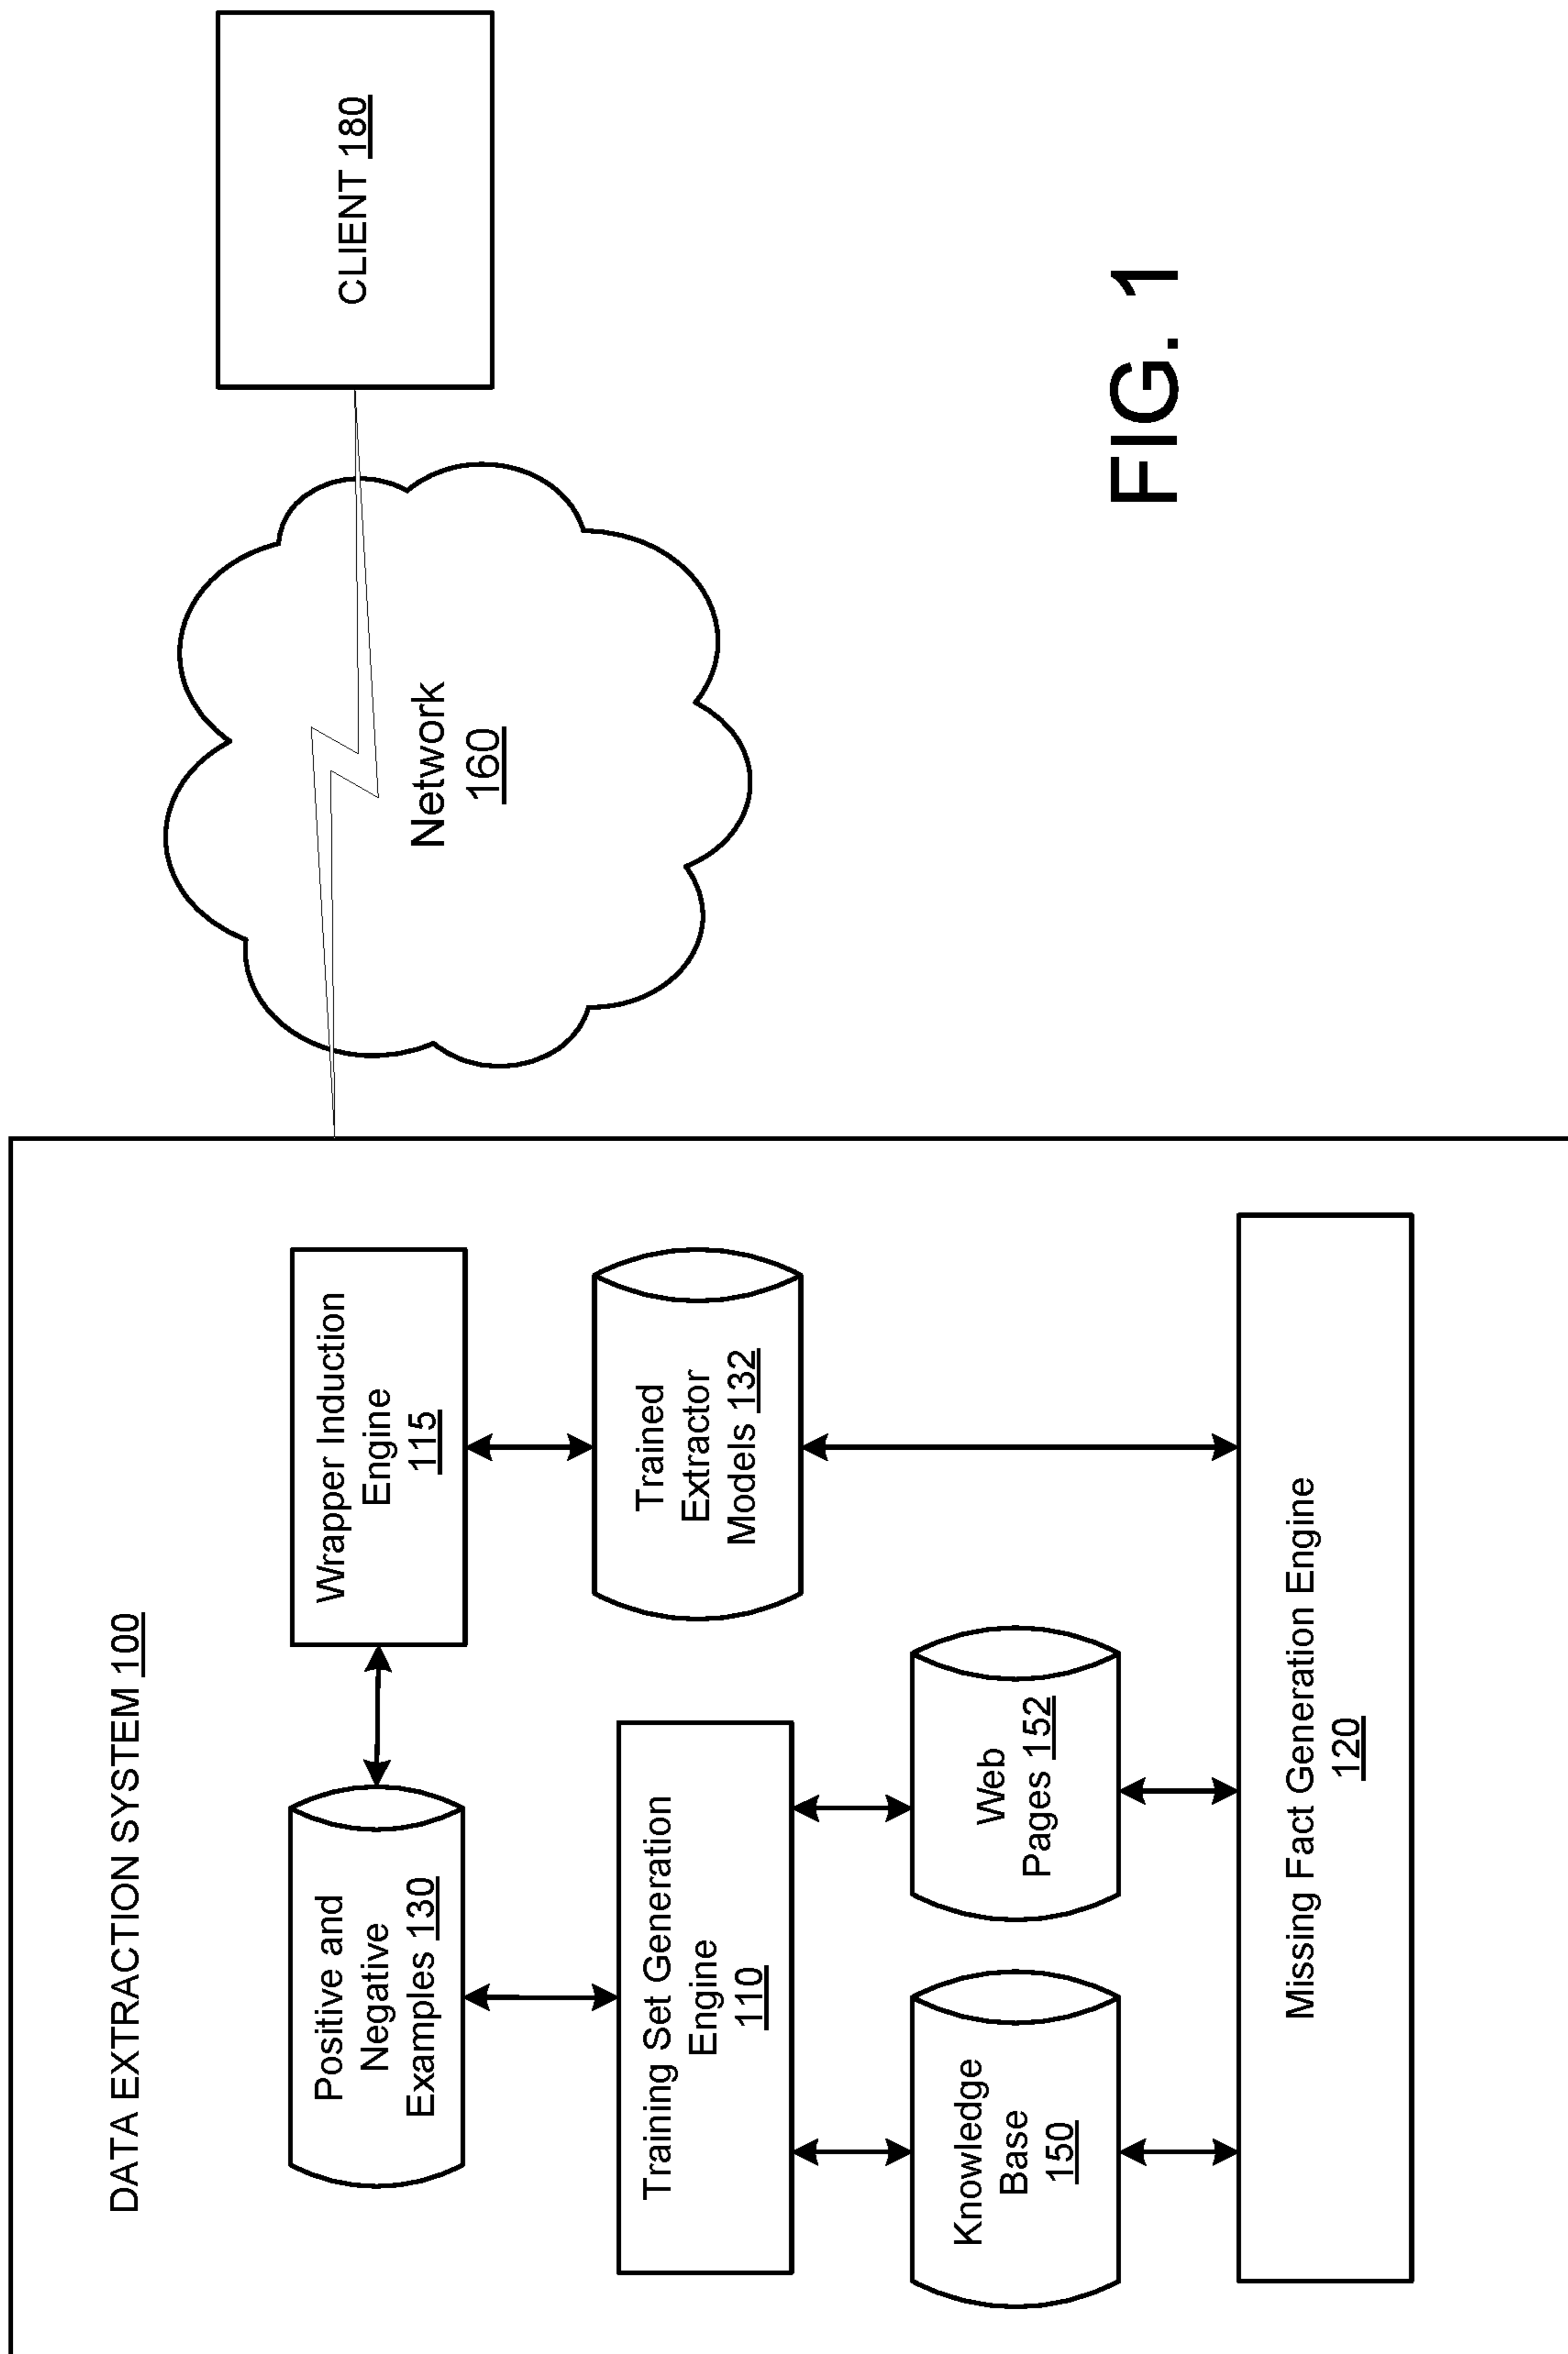 DATA EXTRACTION SYSTEM 100
Positive and
Negative
Examples 130
Wrapper Induction
Engine
115
Training Set Generation
Engine
110
Trained
Extractor
Models 132
Knowledge
Base
150
Web
Pages 152
Missing Fact Generation Engine
120
Network
160
CLIENT 180
FIG. 1